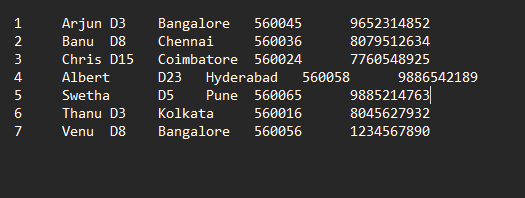 1 Arjun D3 Bangalore 560045 9652314852
2 Banu D8 Chennai 560036 8079512634
3 Chris D15 Coimbatore 560024 7760548925
4 Albert D23 Hyderabad 560058 9886542189
5 Swetha D5 Pune 560065 9885214763
6 Thanu D3 Kolkata 560016 8045627932
7 Venu D8 Bangalore 560056 1234567890